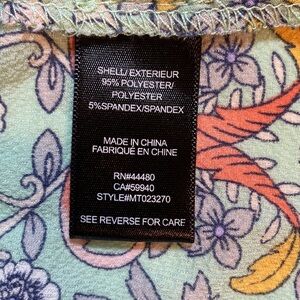 SHELL/ EXTERIEUR
95% POLYESTER/
POLYESTER
5%SPANDEX/SPANDEX
MADE IN CHINA
FABRIQUÉ EN CHINE
RN#44480
CA#59940
STYLE#MT023270
SEE REVERSE FOR CARE